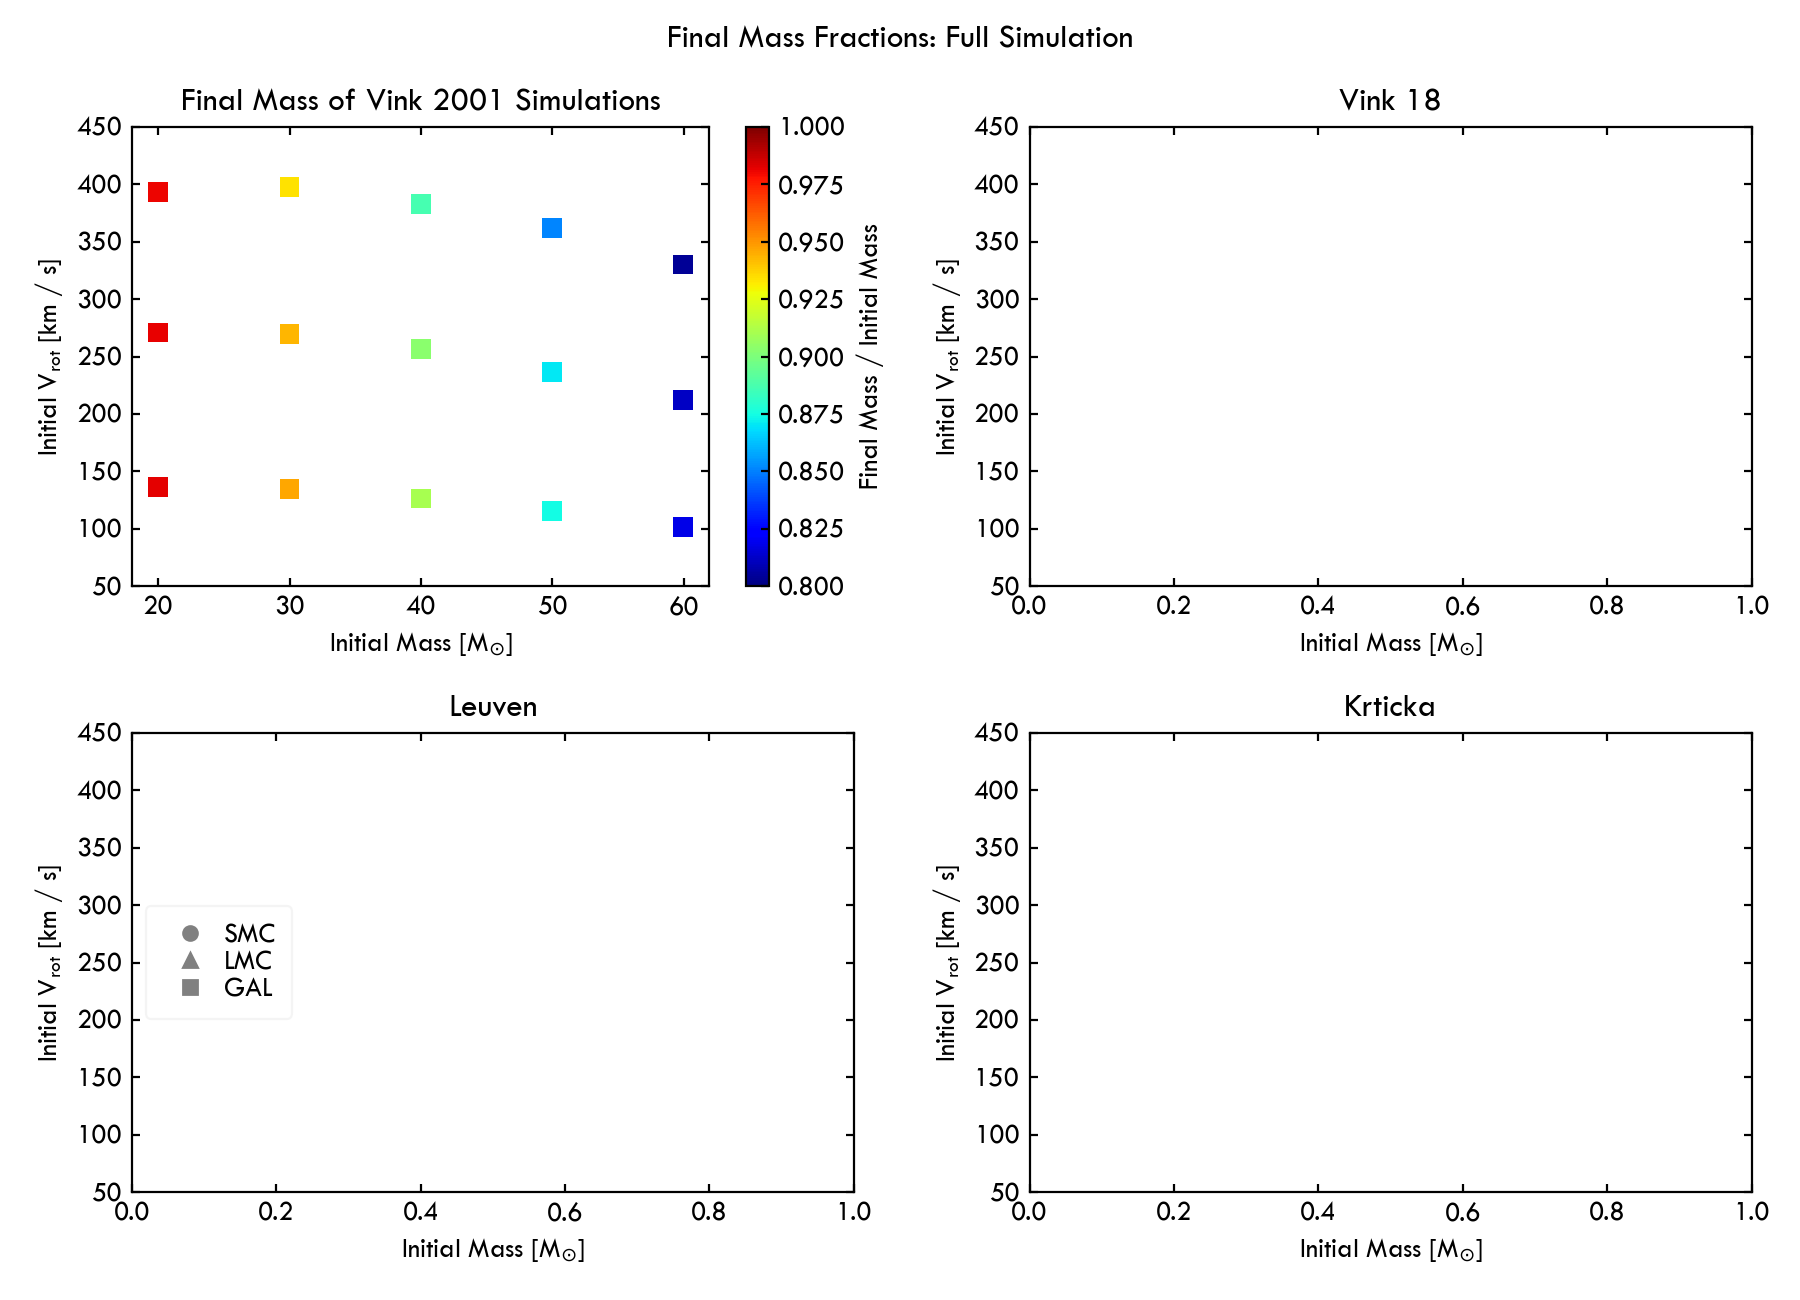 Final Mass Fractions: Full Simulation
Final Mass of Vink 2001 Simulations
450
400
350
300
250
200
150
100
50
Initial V_rot [km / s]
20 30 40 50 60
Initial Mass [M_⊙]
1.000
0.975
0.950
0.925
0.900
0.875
0.850
0.825
0.800
Final Mass / Initial Mass
Vink 18
450
400
350
300
250
200
150
100
50
Initial V_rot [km / s]
0.0 0.2 0.4 0.6 0.8 1.0
Initial Mass [M_⊙]
Leuven
450
400
350
300
250
200
150
100
50
Initial V_rot [km / s]
SMC
LMC
GAL
0.0 0.2 0.4 0.6 0.8 1.0
Initial Mass [M_⊙]
Krticka
450
400
350
300
250
200
150
100
50
Initial V_rot [km / s]
0.0 0.2 0.4 0.6 0.8 1.0
Initial Mass [M_⊙]